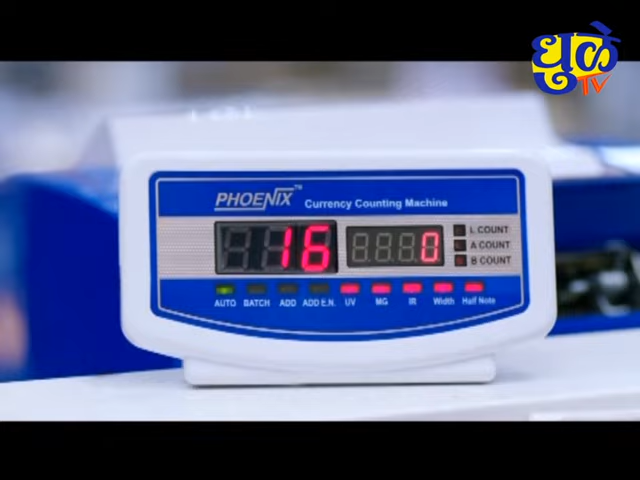 धुळे
TV
PHOENIX TM Currency Counting Machine
16 0
L COUNT
A COUNT
B COUNT
AUTO BATCH ADD ADD E.N. UV MG IR Width Half Note